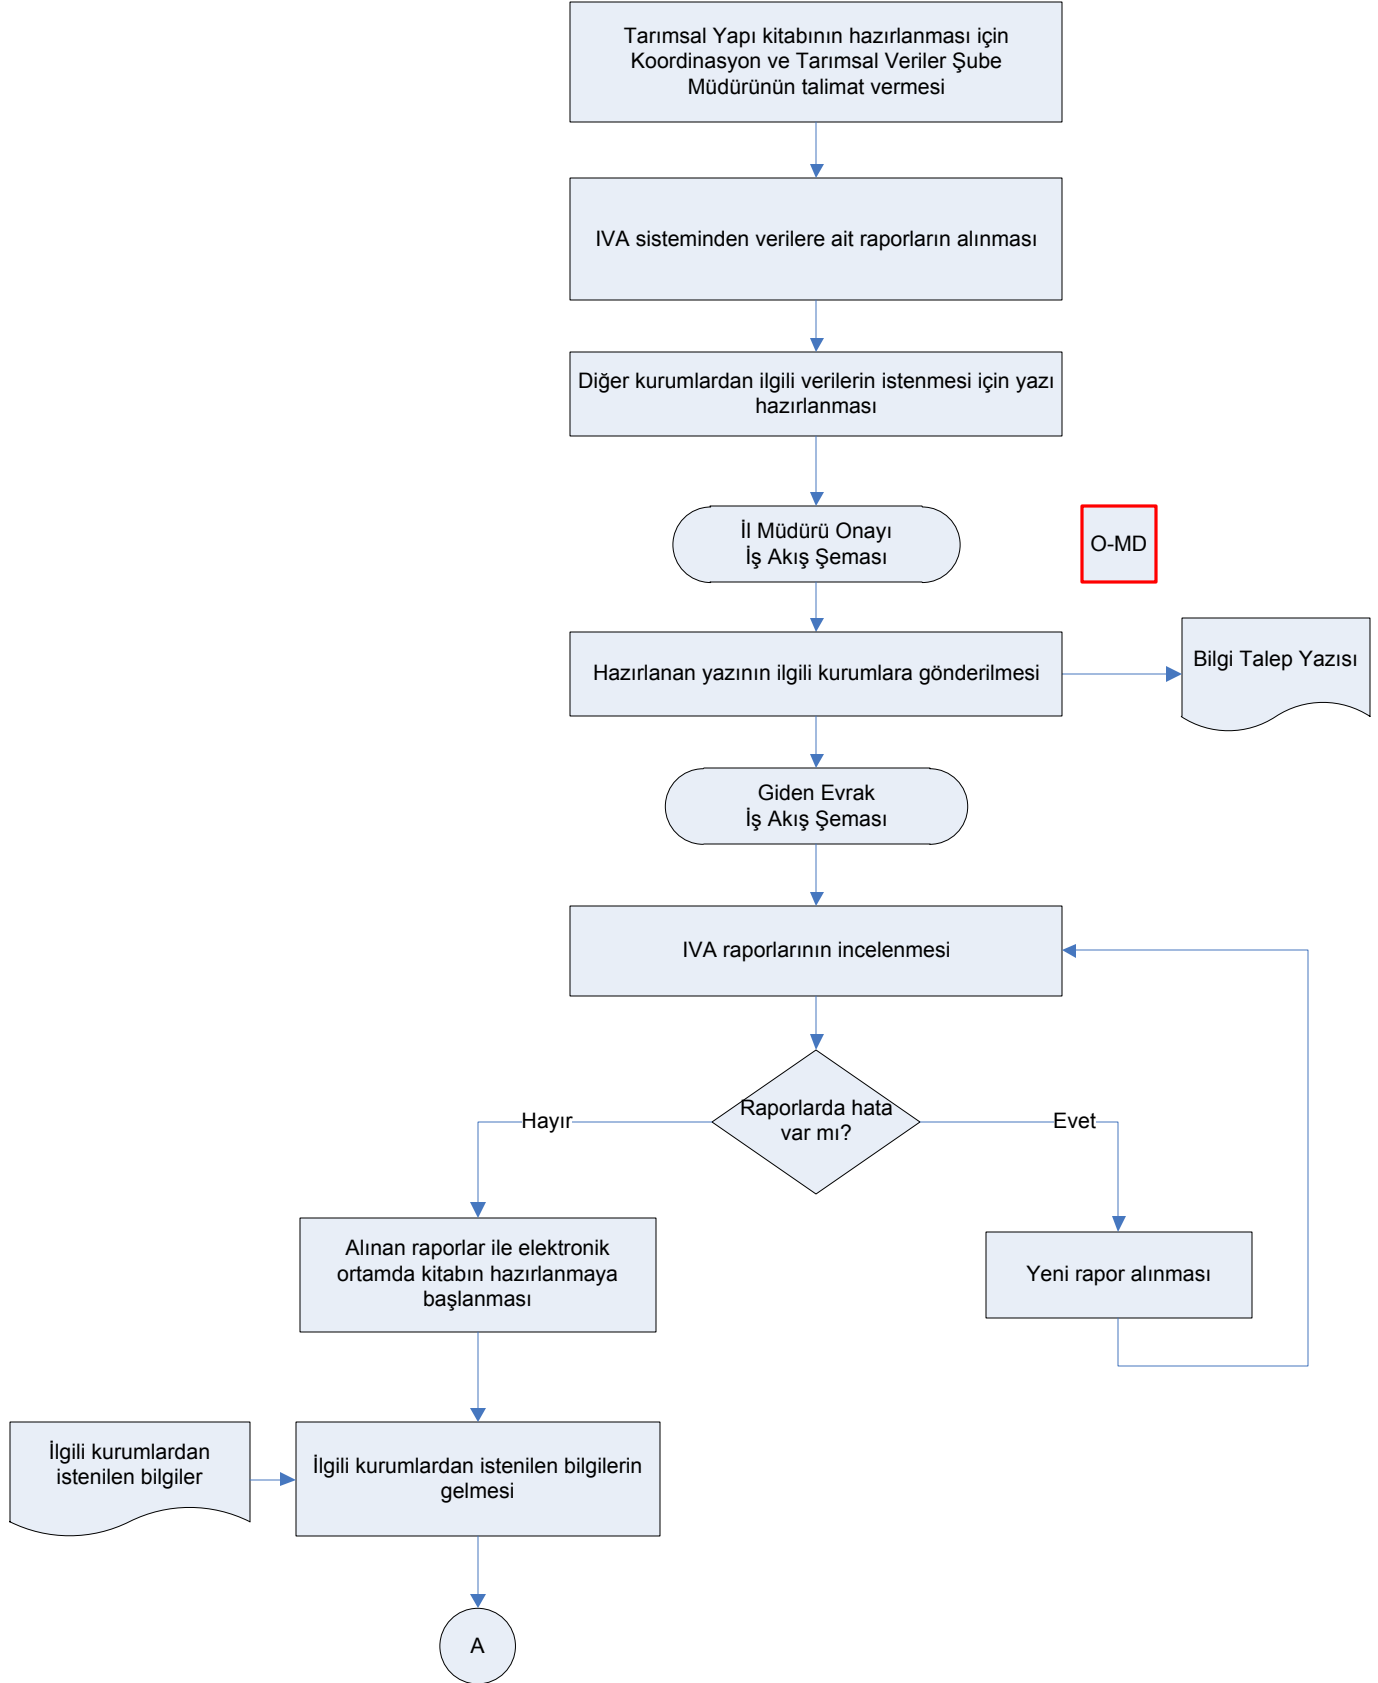 Tarımsal Yapı kitabının hazırlanması için
Koordinasyon ve Tarımsal Veriler Şube
Müdürünün talimat vermesi
IVA sisteminden verilere ait raporların alınması
Diğer kurumlardan ilgili verilerin istenmesi için yazı
hazırlanması
İl Müdürü Onayı
İş Akış Şeması
O-MD
Hazırlanan yazının ilgili kurumlara gönderilmesi
Bilgi Talep Yazısı
Giden Evrak
İş Akış Şeması
IVA raporlarının incelenmesi
Raporlarda hata
var mı?
Hayır
Evet
Alınan raporlar ile elektronik
ortamda kitabın hazırlanmaya
başlanması
Yeni rapor alınması
İlgili kurumlardan
istenilen bilgiler
İlgili kurumlardan istenilen bilgilerin
gelmesi
A